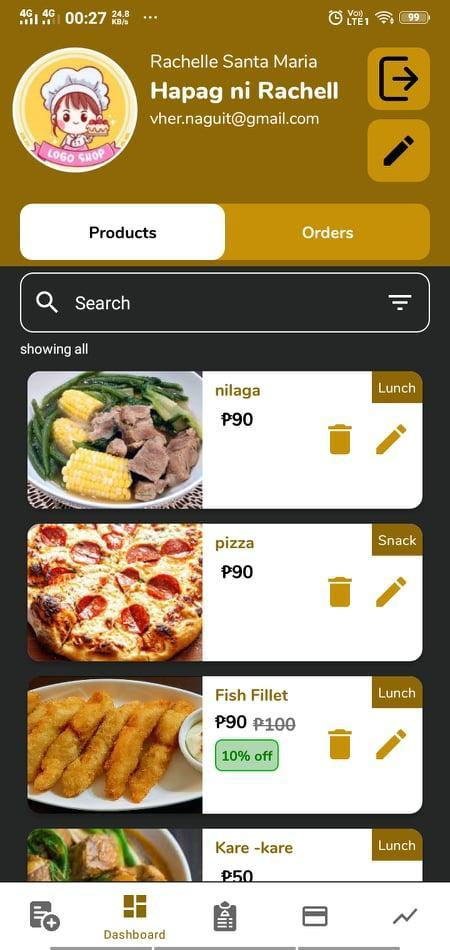 4G 4G 00:27 24.8 KB/s ... Vo) LTE1 99
Rachelle Santa Maria
Hapag ni Rachell
vher.naguit@gmail.com
LOGO SHOP
Products Orders
Search
showing all
nilaga Lunch
₱90
pizza Snack
₱90
Fish Fillet Lunch
₱90 ₱100
10% off
Kare -kare Lunch
₱50
Dashboard